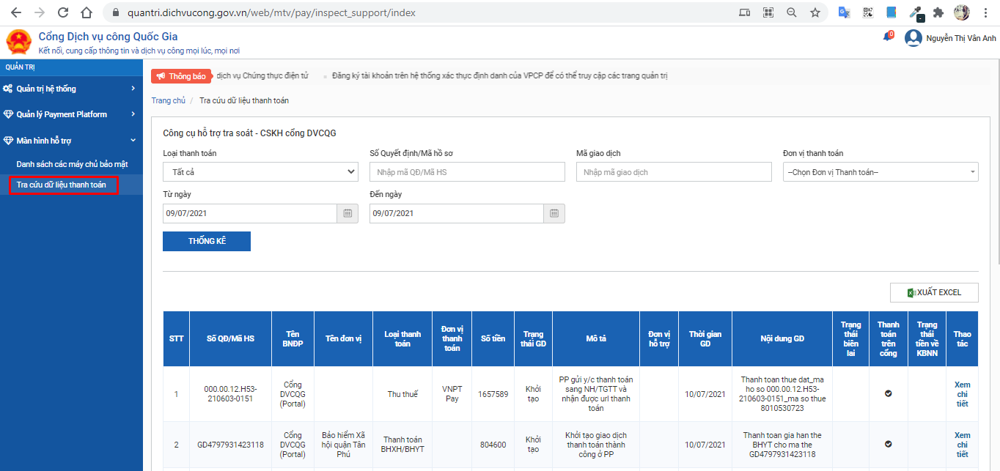 quantri.dichvucong.gov.vn/web/mtv/pay/inspect_support/index
Cổng Dịch vụ công Quốc Gia
Kết nối, cung cấp thông tin và dịch vụ công mọi lúc, mọi nơi
0
Nguyễn Thị Vân Anh
QUẢN TRỊ
Quản trị hệ thống
Quản lý Payment Platform
Màn hình hỗ trợ
Danh sách các máy chủ bảo mật
Tra cứu dữ liệu thanh toán
Thông báo
dịch vụ Chứng thực điện tử
Đăng ký tài khoản trên hệ thống xác thực định danh của VPCP để có thể truy cập các trang quản trị
Trang chủ / Tra cứu dữ liệu thanh toán
Công cụ hỗ trợ tra soát - CSKH cổng DVCQG
Loại thanh toán
Tất cả
Số Quyết định/Mã hồ sơ
Nhập mã QĐ/Mã HS
Mã giao dịch
Nhập mã giao dịch
Đơn vị thanh toán
--Chọn Đơn vị Thanh toán--
Từ ngày
09/07/2021
Đến ngày
09/07/2021
THỐNG KÊ
XUẤT EXCEL
STT
Số QĐ/Mã HS
Tên
BNĐP
Tên đơn vị
Loại thanh
toán
Đơn vị
thanh
toán
Số tiền
Trạng
thái GD
Mô tả
Đơn vị
hỗ trợ
Thời gian
GD
Nội dung GD
Trạng
thái
biên
lai
Thanh
toán
trên
cổng
Trạng
thái
tiền về
KBNN
Thao
tác
1
000.00.12.H53-
210603-0151
Cổng
DVCQG
(Portal)
Thu thuế
VNPT
Pay
1657589
Khởi
tạo
PP gửi y/c thanh toán
sang NH/TGTT và
nhận được url thanh
toán
10/07/2021
Thanh toan thue dat_ma
ho so 000.00.12.H53-
210603-0151_ma so thue
8010530723
Xem
chi
tiết
2
GD4797931423118
Cổng
DVCQG
(Portal)
Bảo hiểm Xã
hội quận Tân
Phú
Thanh toán
BHXH/BHYT
804600
Khởi
tạo
Khởi tạo giao dịch
thanh toán thành
công ở PP
10/07/2021
Thanh toan gia han the
BHYT cho ma the
GD4797931423118
Xem
chi
tiết